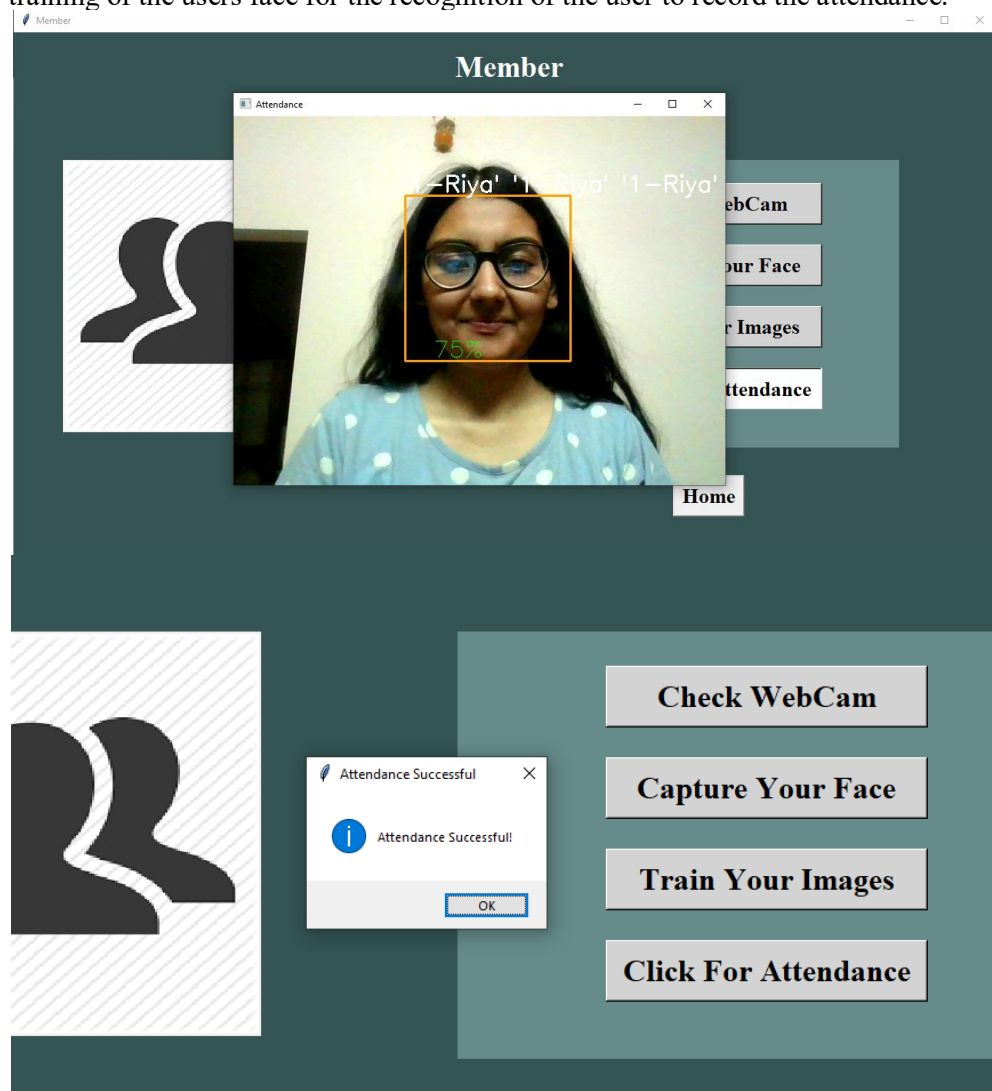 training of the users face for the recognition of the user to record the attendance.
Member
Member
Attendance
1-Riya' '1-Riya' '1-Riya'
ebCam
our Face
r Images
ttendance
75%
Home
Check WebCam
Capture Your Face
Train Your Images
Click For Attendance
Attendance Successful
i
Attendance Successful!
OK